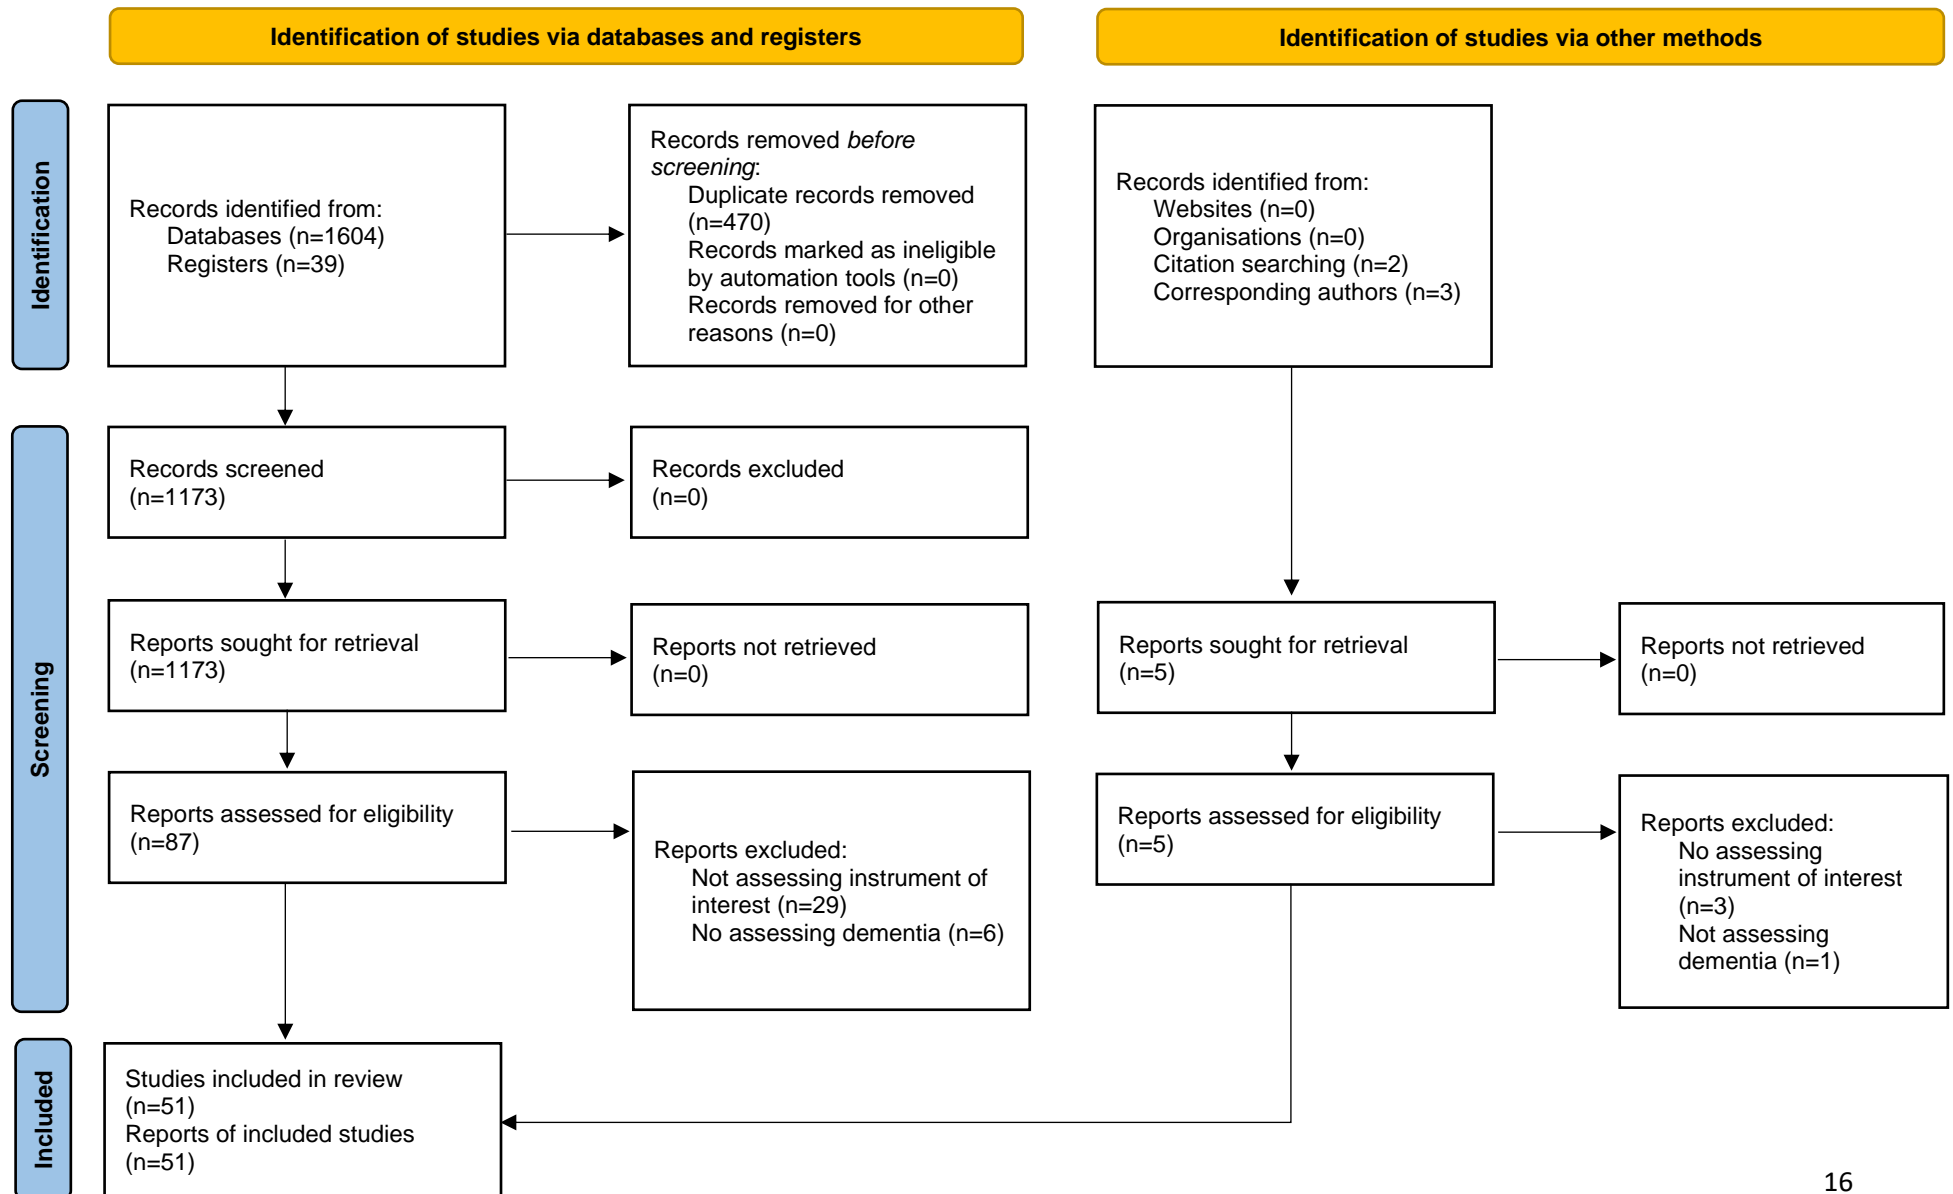 Identification of studies via databases and registers
Identification of studies via other methods
Identification
Records identified from:
Databases (n=1604)
Registers (n=39)
Records removed before
screening:
Duplicate records removed
(n=470)
Records marked as ineligible
by automation tools (n=0)
Records removed for other
reasons (n=0)
Records identified from:
Websites (n=0)
Organisations (n=0)
Citation searching (n=2)
Corresponding authors (n=3)
Screening
Records screened
(n=1173)
Records excluded
(n=0)
Reports sought for retrieval
(n=1173)
Reports not retrieved
(n=0)
Reports sought for retrieval
(n=5)
Reports not retrieved
(n=0)
Reports assessed for eligibility
(n=87)
Reports excluded:
Not assessing instrument of
interest (n=29)
No assessing dementia (n=6)
Reports assessed for eligibility
(n=5)
Reports excluded:
No assessing
instrument of interest
(n=3)
Not assessing
dementia (n=1)
Included
Studies included in review
(n=51)
Reports of included studies
(n=51)
16